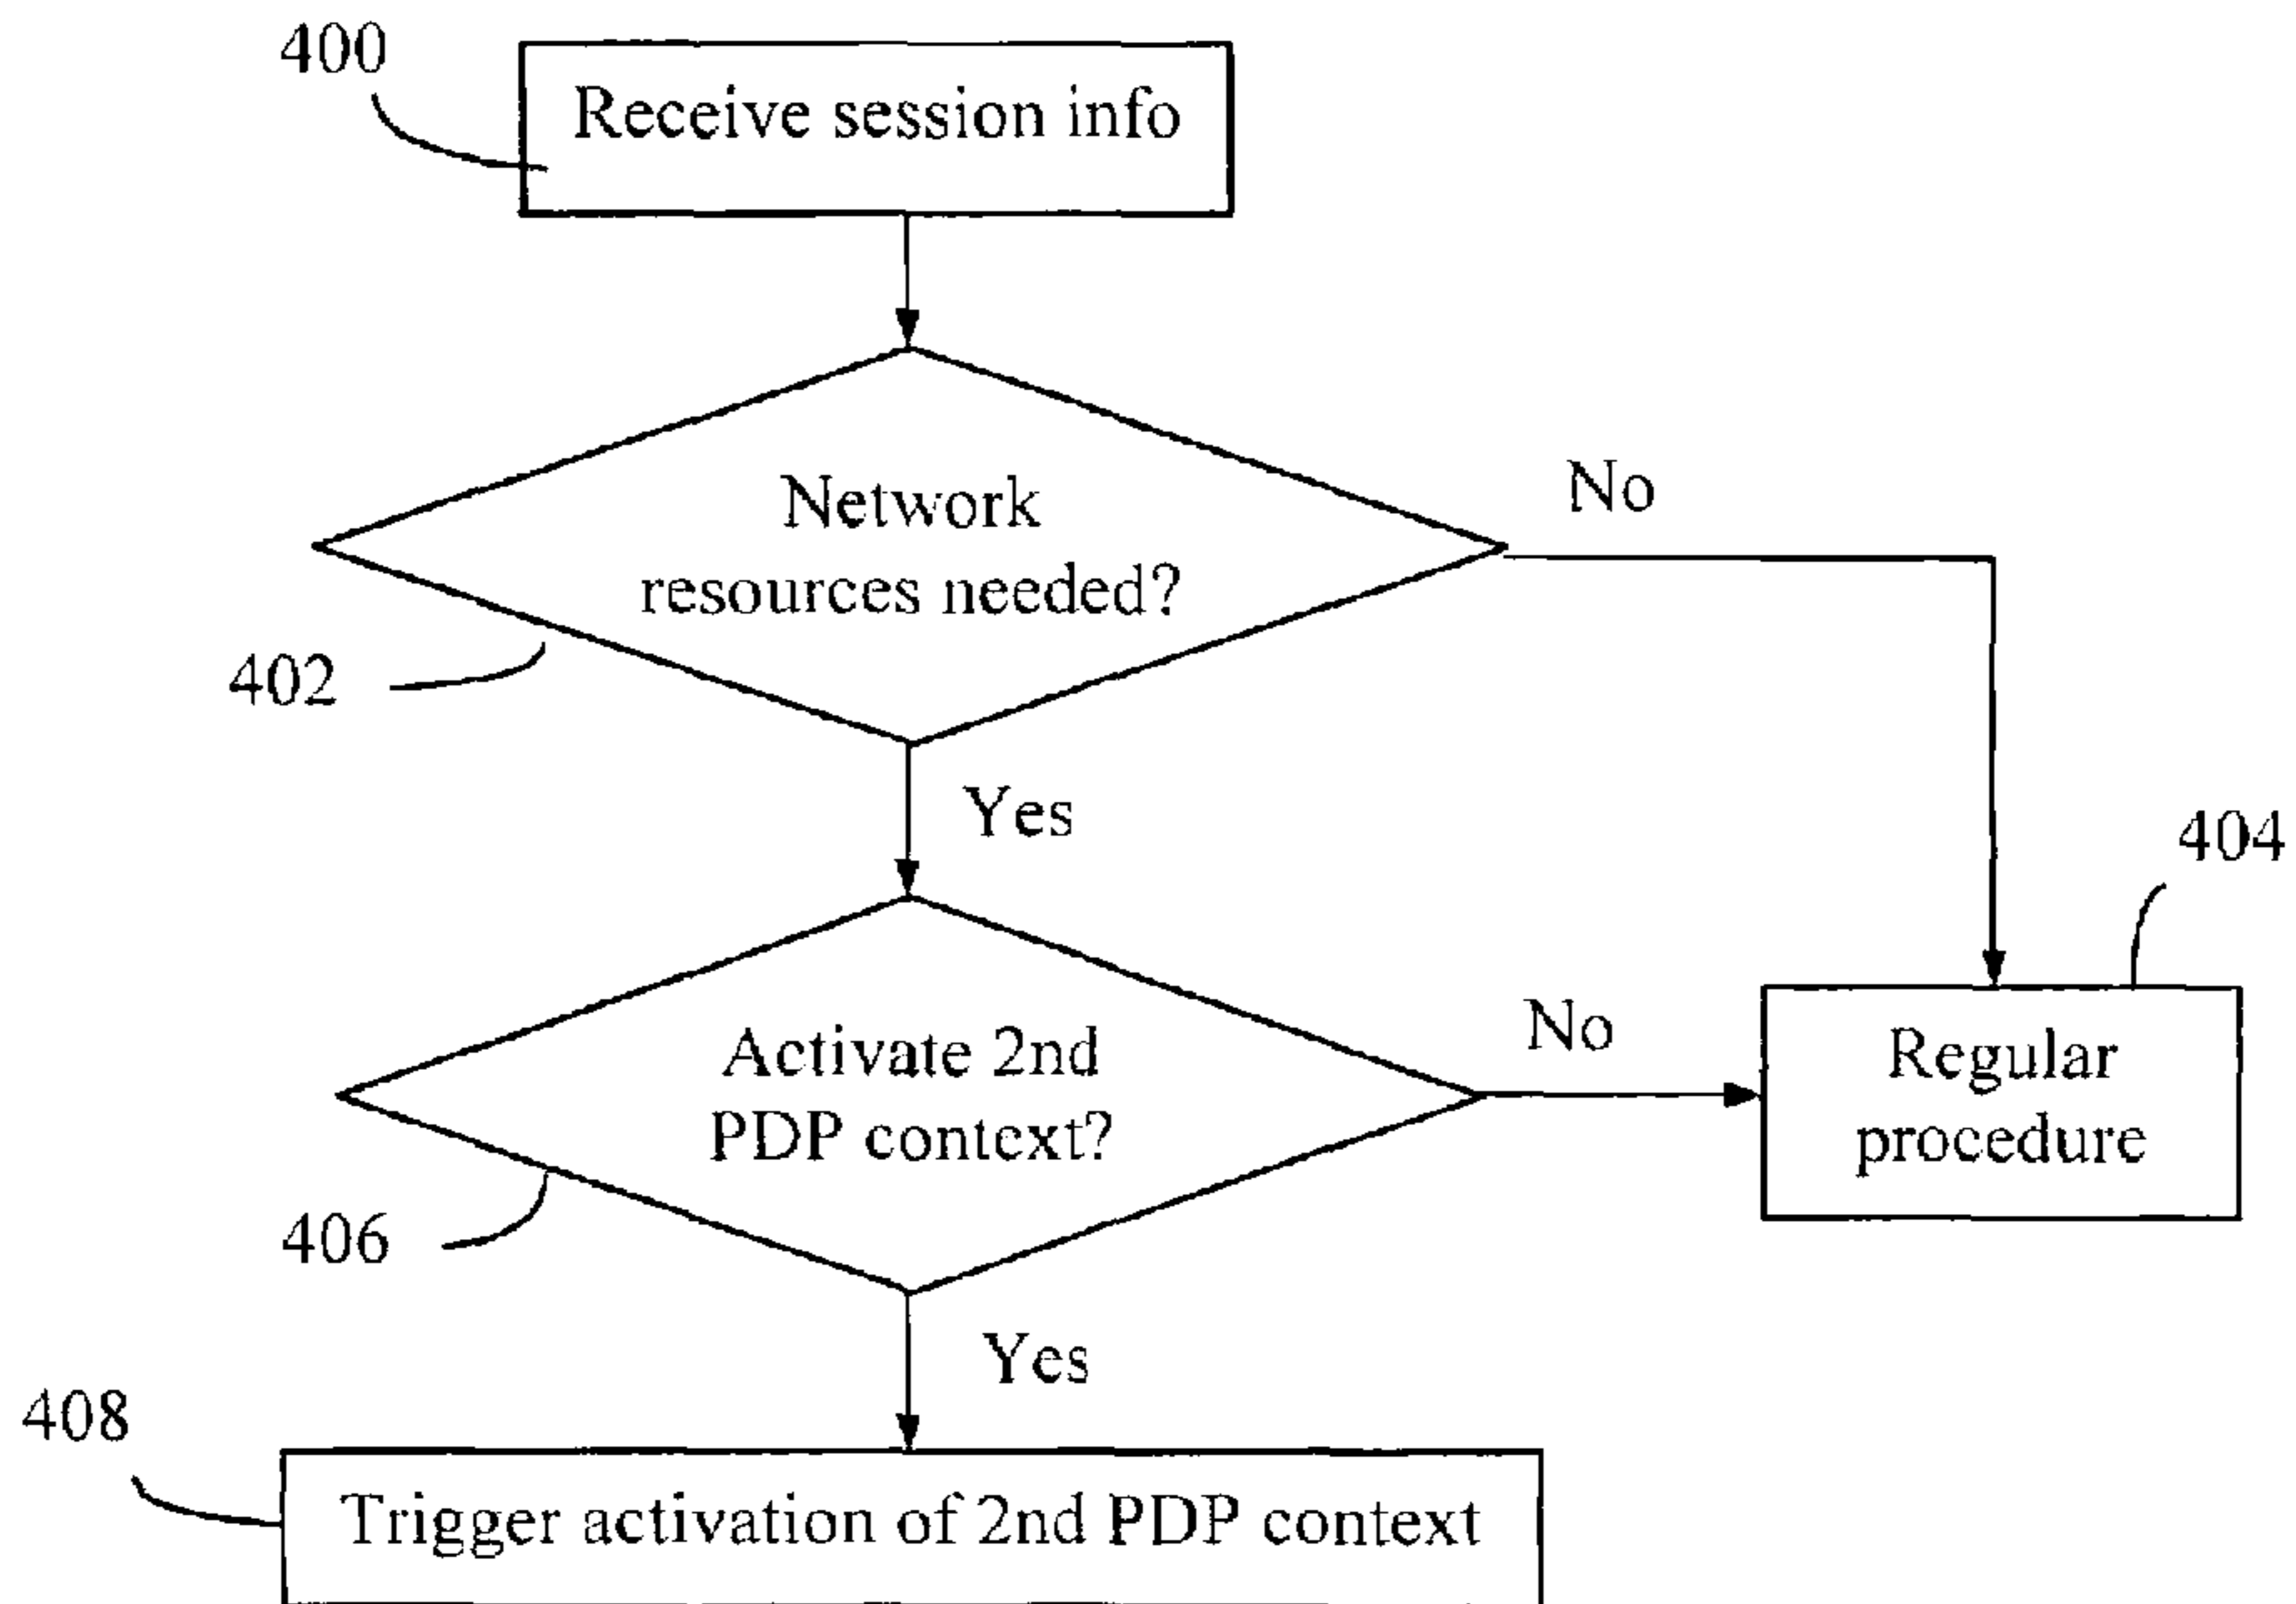 400
Receive session info
Network
resources needed?
No
402
Yes
404
Activate 2nd
PDP context?
No
Regular
procedure
406
Yes
408
Trigger activation of 2nd PDP context